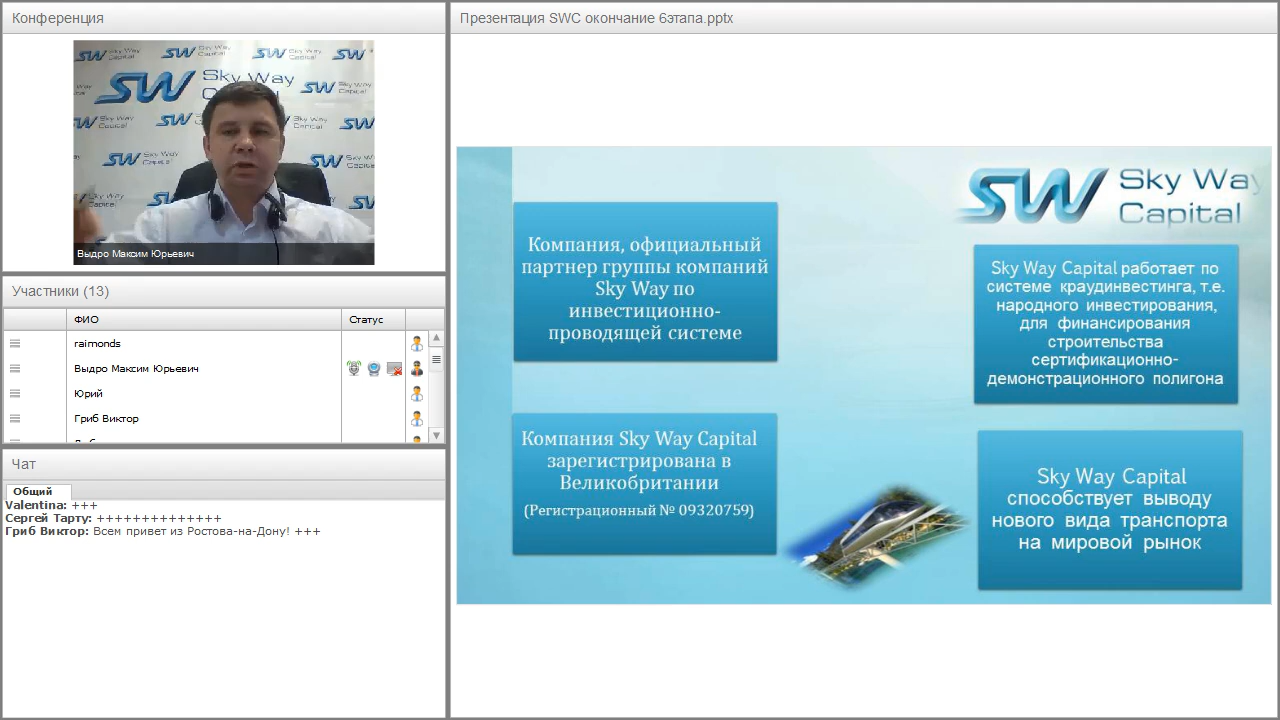 Конференция
SW Sky Way Capital
Выдро Максим Юрьевич
Участники (13)
ФИО Статус
raimonds
Выдро Максим Юрьевич
Юрий
Гриб Виктор
Чат
Общий
Valentina: +++
Сергей Тарту: ++++++++++++++
Гриб Виктор: Всем привет из Ростова-на-Дону! +++
Презентация SWC окончание 6этапа.pptx
SW Sky Way
Capital
Компания, официальный
партнер группы компаний
Sky Way по
инвестиционно-
проводящей системе
Sky Way Capital работает по
системе краудинвестинга, т.е.
народного инвестирования,
для финансирования
строительства
сертификационно-
демонстрационного полигона
Компания Sky Way Capital
зарегистрирована в
Великобритании
(Регистрационный № 09320759)
Sky Way Capital
способствует выводу
нового вида транспорта
на мировой рынок